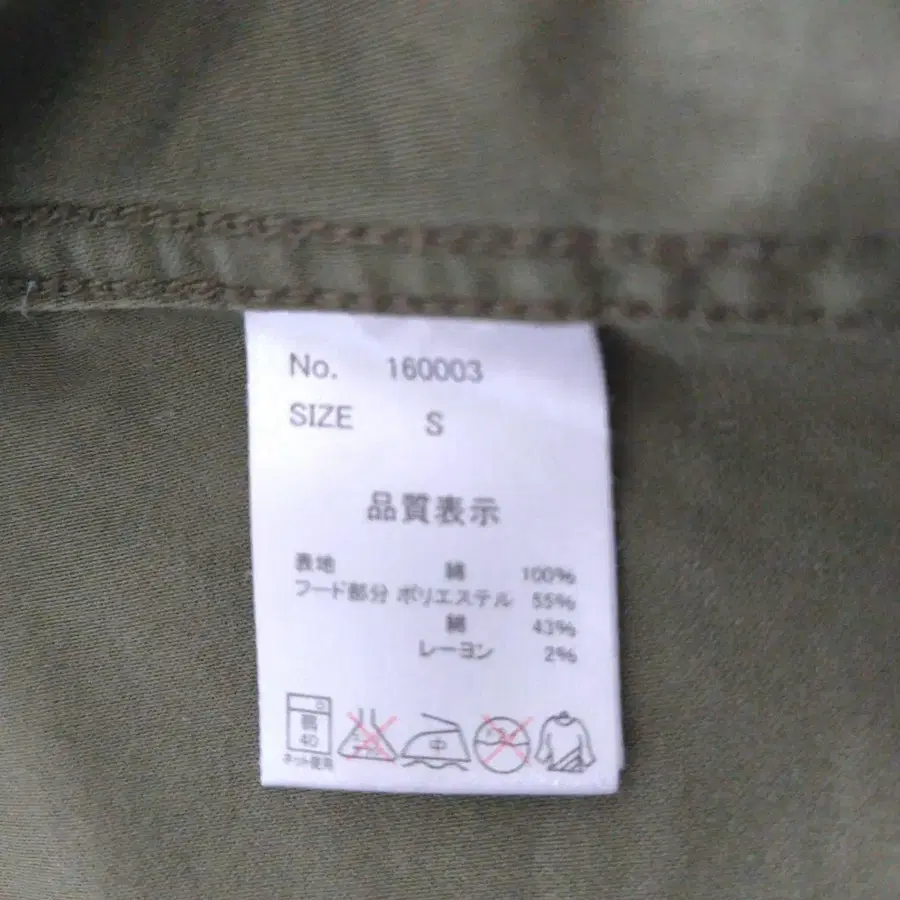 No. 160003
SIZE S
品質表示
表地 綿 100%
フード部分 ポリエステル 55%
綿 43%
レーヨン 2%
40
ネット使用
中